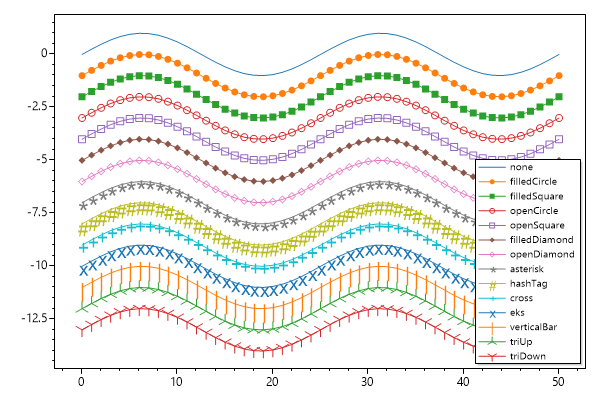 0
-2.5
-5
-7.5
-10
-12.5
none
filledCircle
filledSquare
openCircle
openSquare
filledDiamond
openDiamond
asterisk
hashTag
cross
eks
verticalBar
triUp
triDown
0 10 20 30 40 50